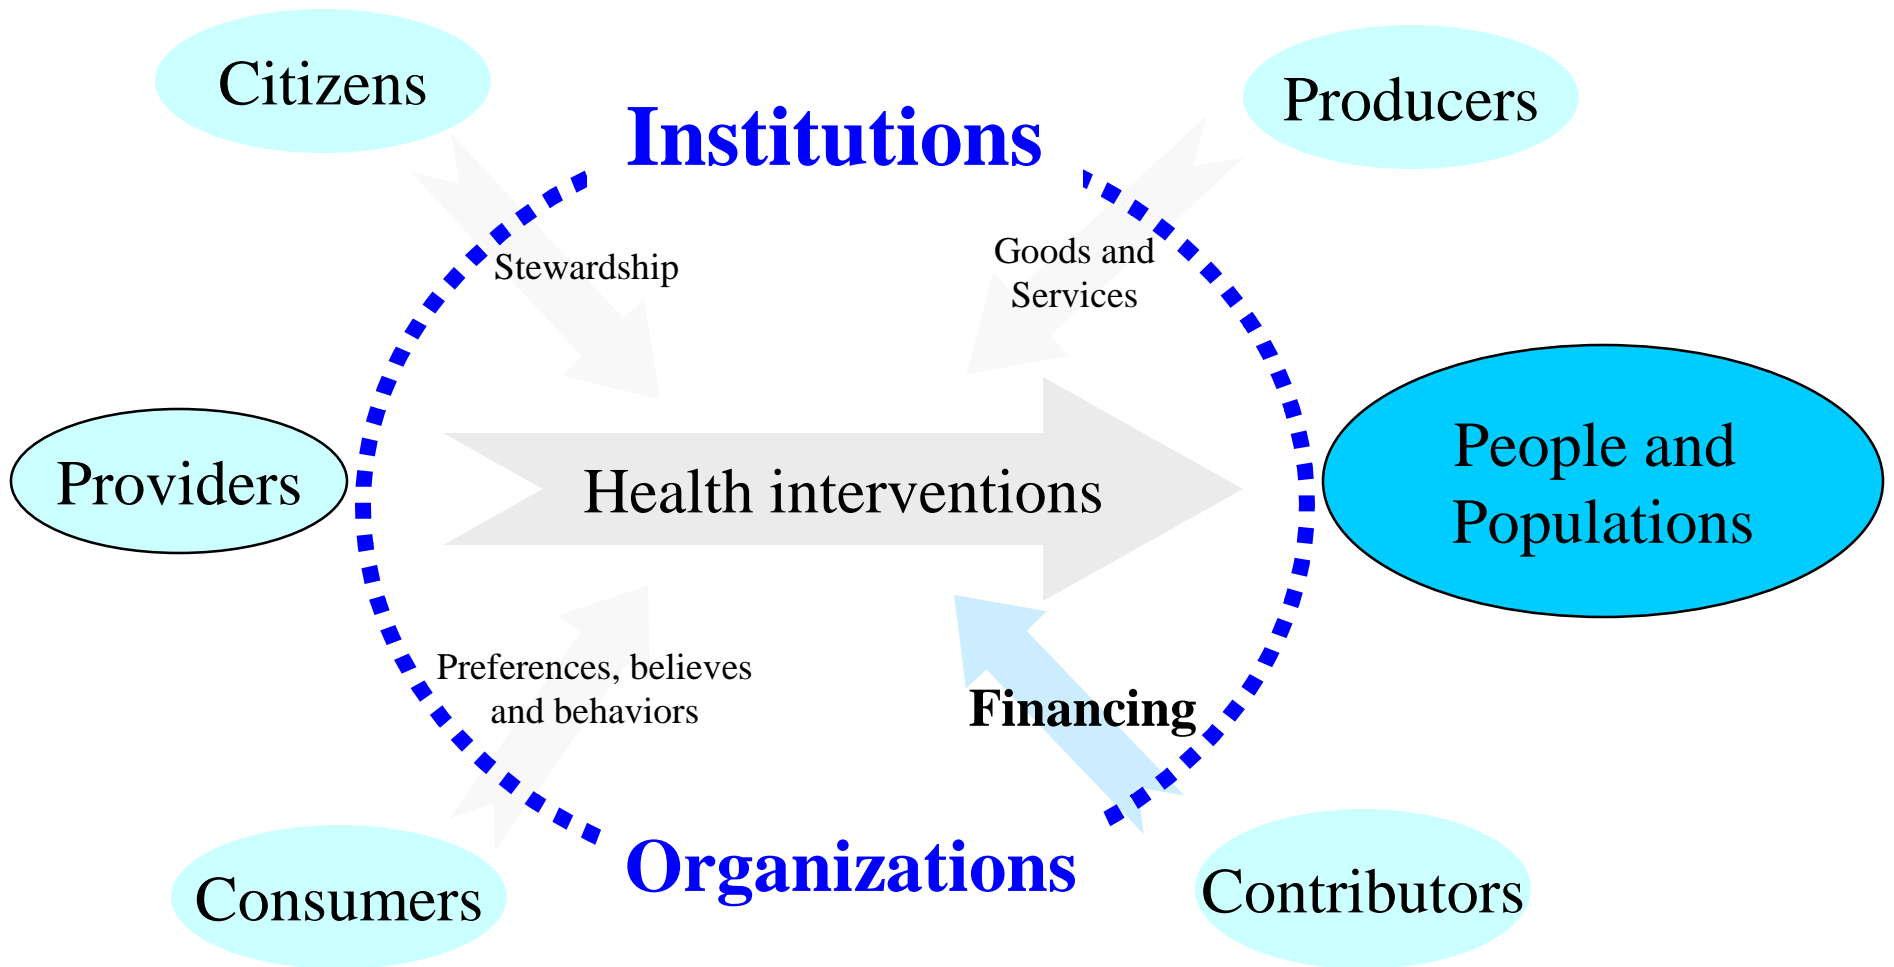 Citizens
Producers
Institutions
Stewardship
Goods and
Services
Providers
Health interventions
People and
Populations
Preferences, believes
and behaviors
Financing
Organizations
Consumers
Contributors